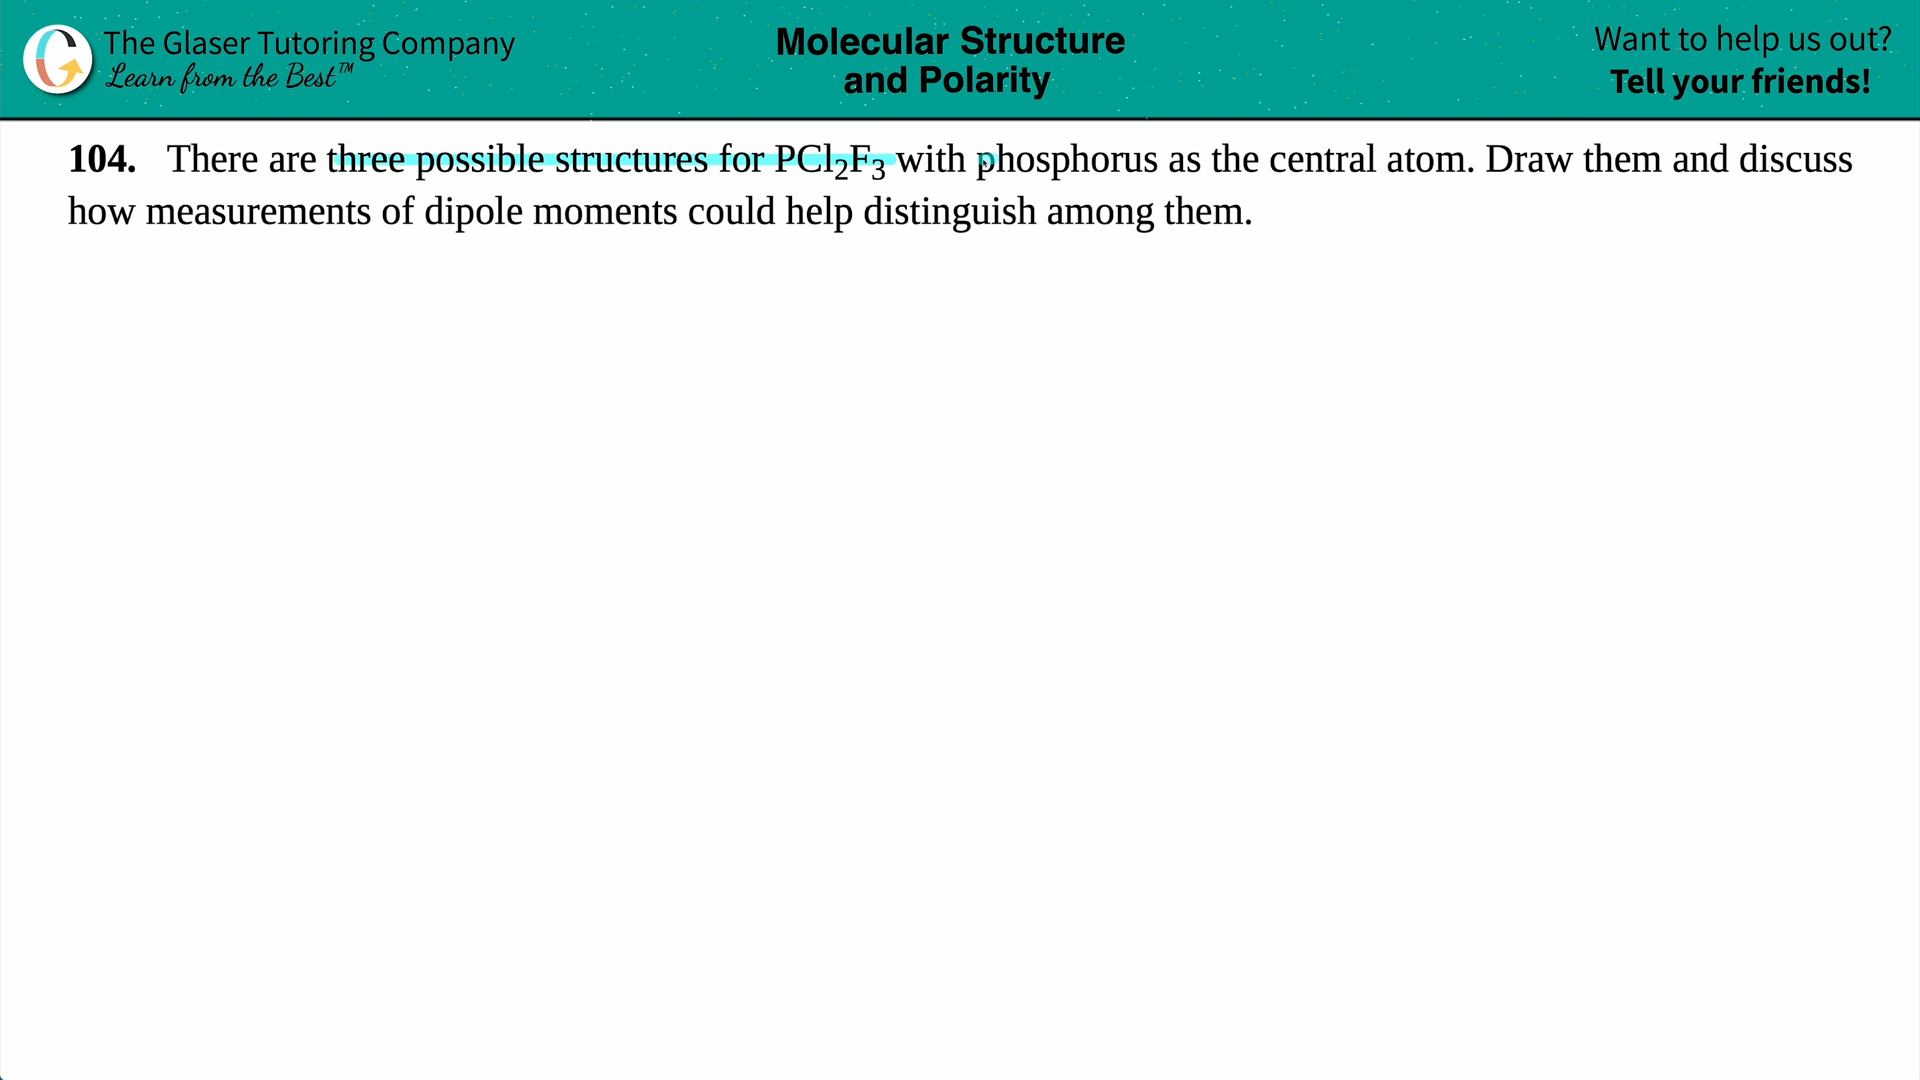 The Glaser Tutoring Company
Learn from the Best™
Molecular Structure
and Polarity
Want to help us out?
Tell your friends!
104. There are three possible structures for PCl₂F₃ with phosphorus as the central atom. Draw them and discuss
how measurements of dipole moments could help distinguish among them.